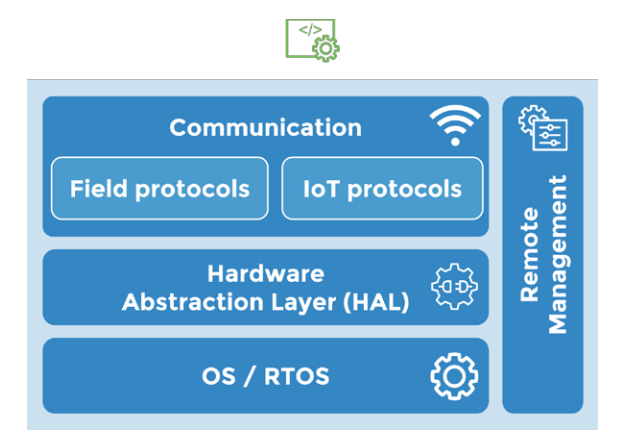 </>
Communication
Field protocols
IoT protocols
Hardware
Abstraction Layer (HAL)
OS / RTOS
Remote
Management